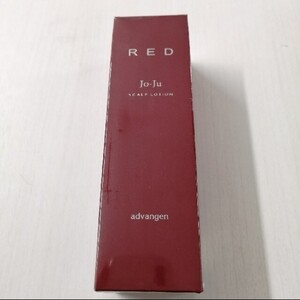 RED
Jo-Ju
SCALP LOTION
advangen